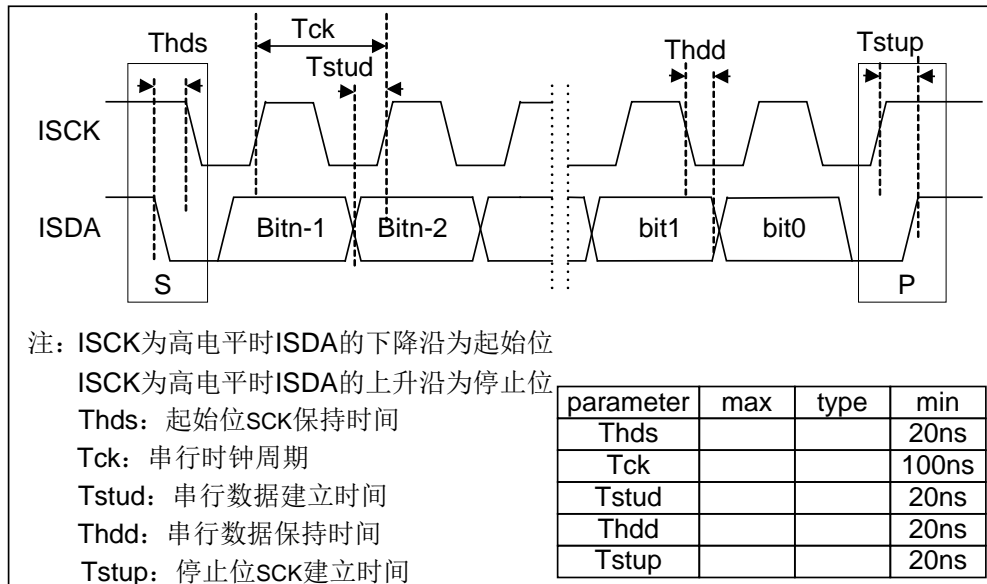 Tck
Thds
Thdd
Tstup
Tstud
ISCK
ISDA
Bitn-1
Bitn-2
bit1
bit0
S
P
注：ISCK为高电平时ISDA的下降沿为起始位
ISCK为高电平时ISDA的上升沿为停止位
Thds：起始位SCK保持时间
Tck：串行时钟周期
Tstud：串行数据建立时间
Thdd：串行数据保持时间
Tstup：停止位SCK建立时间
parameter max type min
Thds 20ns
Tck 100ns
Tstud 20ns
Thdd 20ns
Tstup 20ns